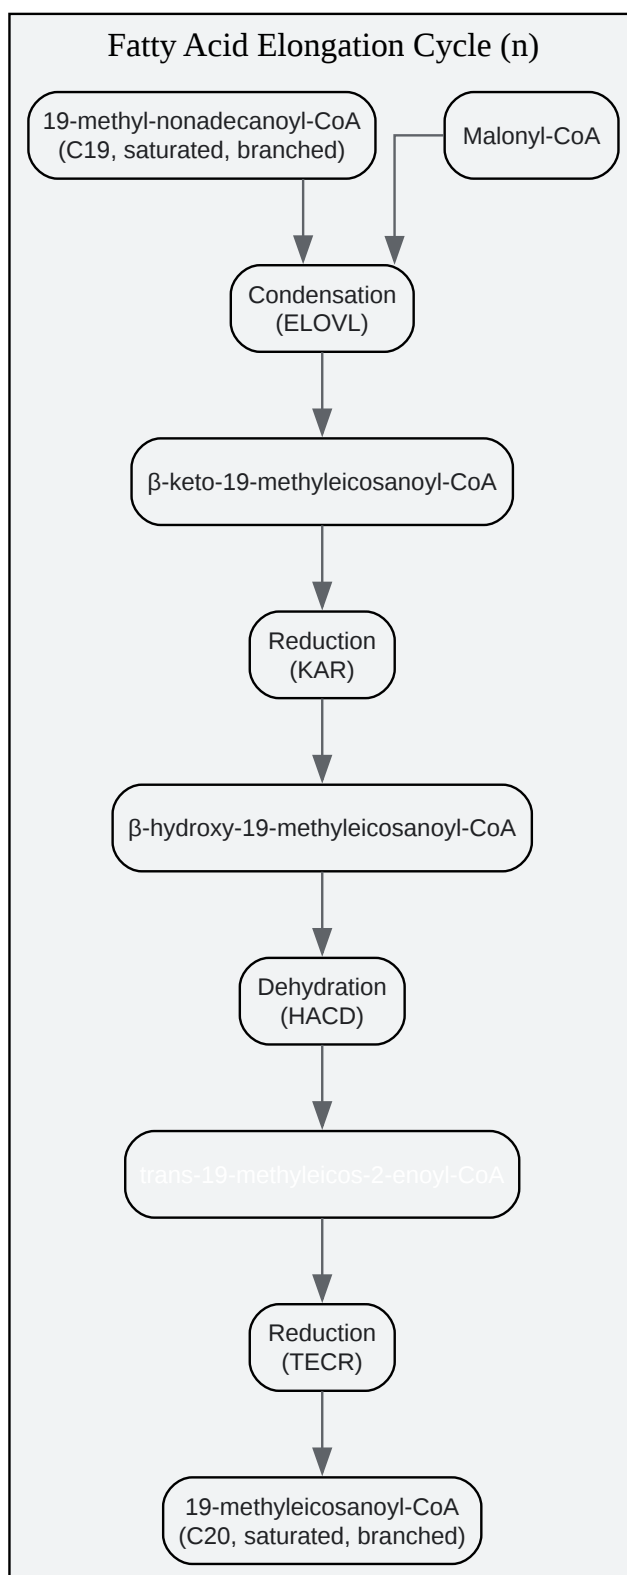 Fatty Acid Elongation Cycle (n)
19-methyl-nonadecanoyl-CoA
(C19, saturated, branched)
Malonyl-CoA
Condensation
(ELOVL)
β-keto-19-methyleicosanoyl-CoA
Reduction
(KAR)
β-hydroxy-19-methyleicosanoyl-CoA
Dehydration
(HACD)
trans-19-methyleicos-2-enoyl-CoA
Reduction
(TECR)
19-methyleicosanoyl-CoA
(C20, saturated, branched)